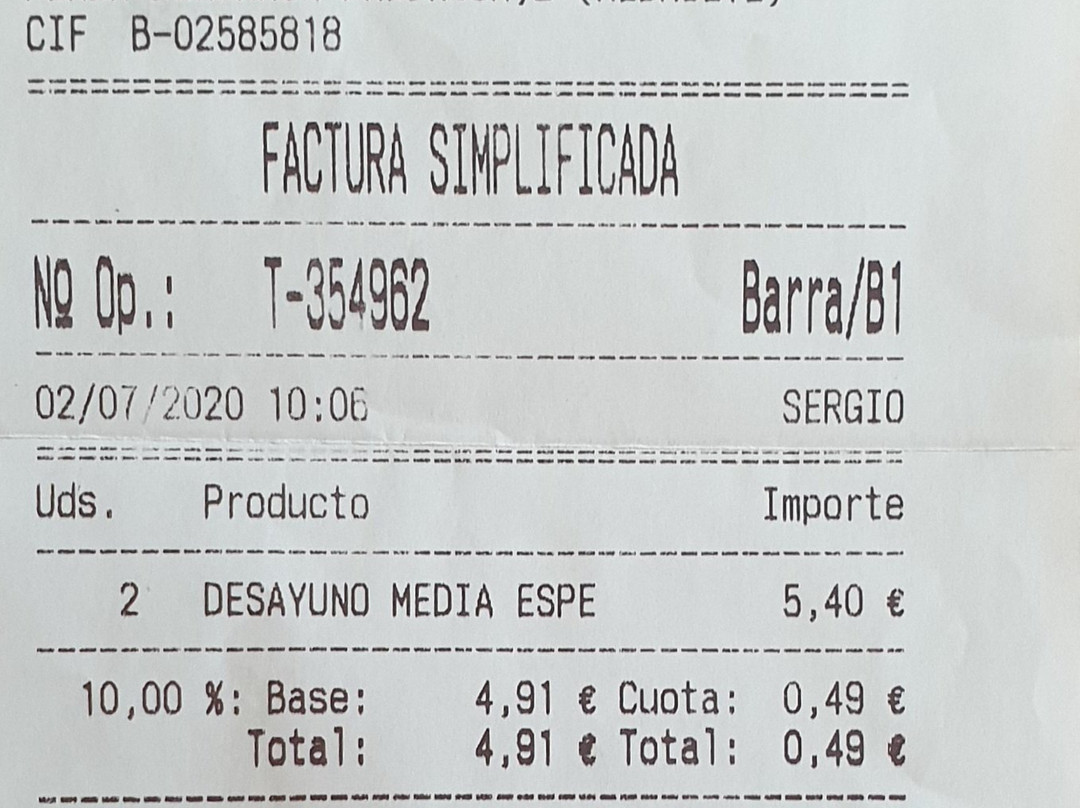 CIF B-02585818
FACTURA SIMPLIFICADA
Nº Op.: T-354962 Barra/B1
02/07/2020 10:06 SERGIO
Uds. Producto Importe
2 DESAYUNO MEDIA ESPE 5,40 €
10,00 %: Base: 4,91 € Cuota: 0,49 €
Total: 4,91 € Total: 0,49 €